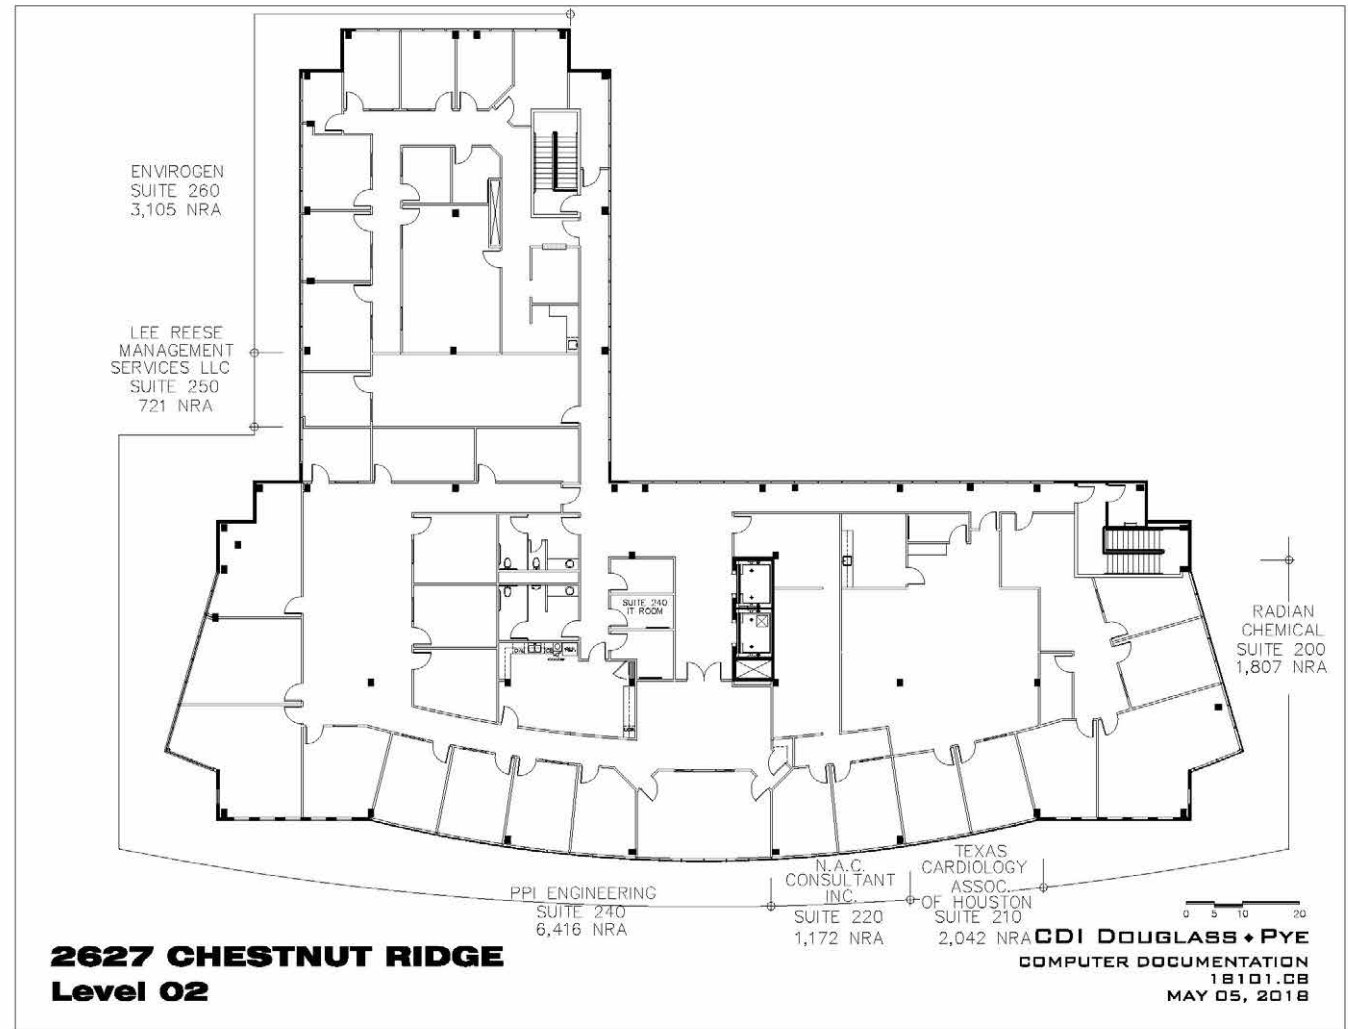 ENVIROGEN
SUITE 260
3,105 NRA
LEE REESE
MANAGEMENT
SERVICES LLC
SUITE 250
721 NRA
SUITE 240
IT ROOM
RADIAN
CHEMICAL
SUITE 200
1,807 NRA
PPI ENGINEERING
SUITE 240
6,416 NRA
N.A.C.
CONSULTANT
INC.
SUITE 220
1,172 NRA
TEXAS
CARDIOLOGY
ASSOC.
OF HOUSTON
SUITE 210
2,042 NRA
0 5 10 20
2627 CHESTNUT RIDGE
Level 02
CDI DOUGLASS • PYE
COMPUTER DOCUMENTATION
18101.CB
MAY 05, 2018